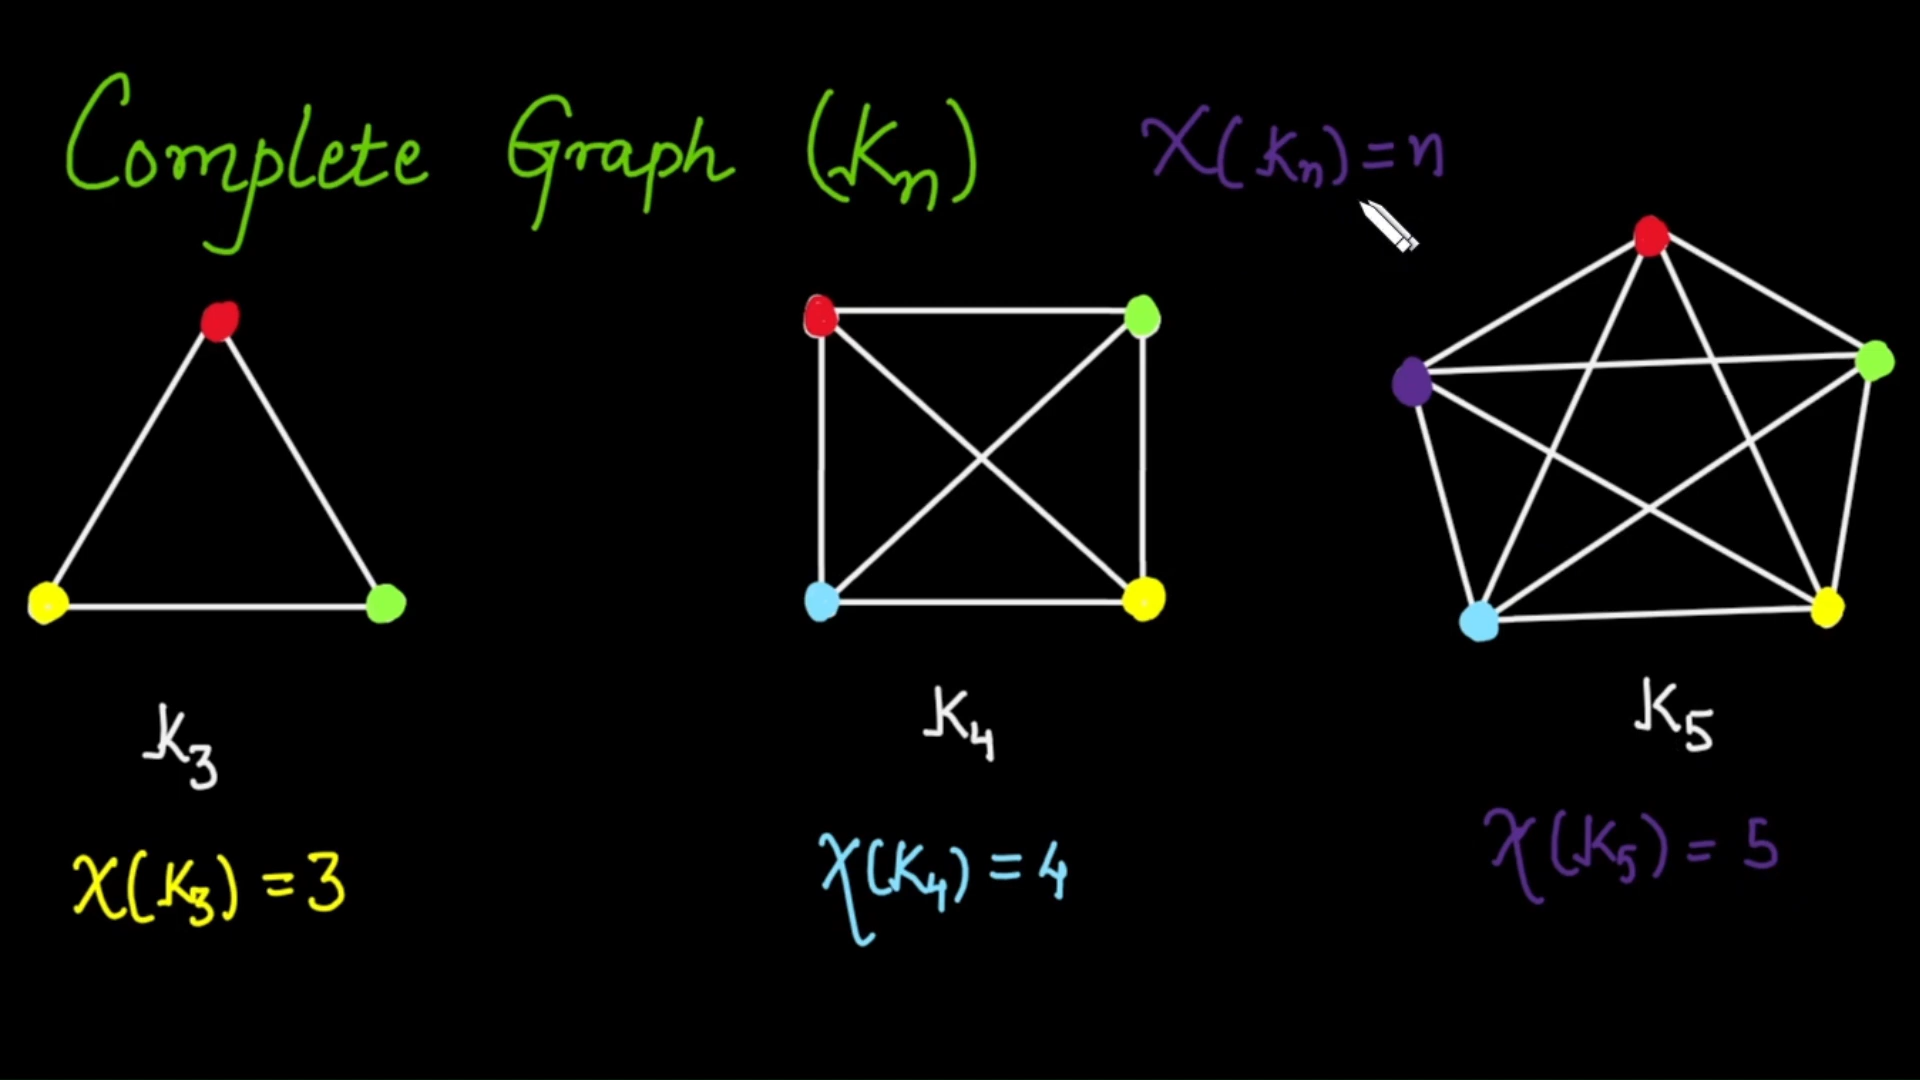 Complete Graph (Kn) χ(Kn) = n
K3 K4 K5
χ(K3) = 3 χ(K4) = 4 χ(K5) = 5